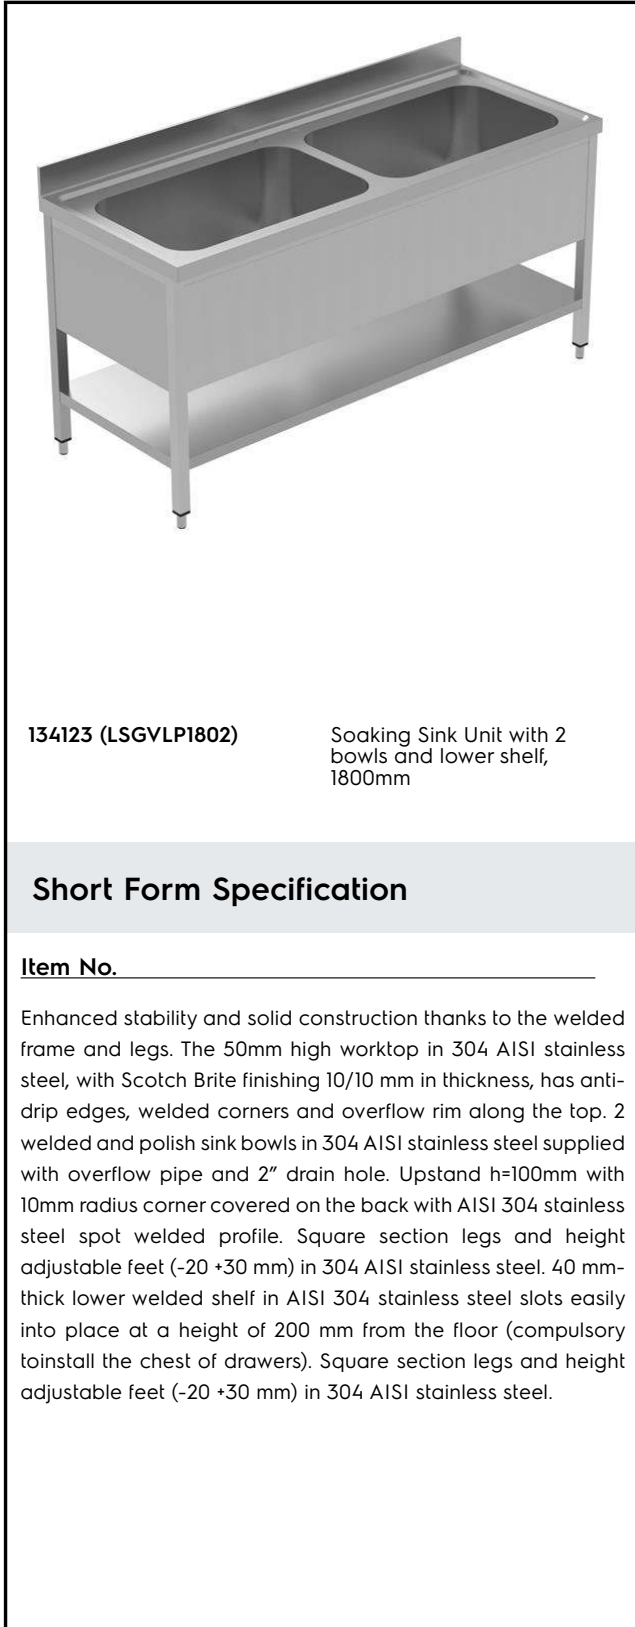 134123 (LSGVLP1802)
Soaking Sink Unit with 2
bowls and lower shelf,
1800mm
Short Form Specification
Item No.
Enhanced stability and solid construction thanks to the welded
frame and legs. The 50mm high worktop in 304 AISI stainless
steel, with Scotch Brite finishing 10/10 mm in thickness, has anti-
drip edges, welded corners and overflow rim along the top. 2
welded and polish sink bowls in 304 AISI stainless steel supplied
with overflow pipe and 2" drain hole. Upstand h=100mm with
10mm radius corner covered on the back with AISI 304 stainless
steel spot welded profile. Square section legs and height
adjustable feet (-20 +30 mm) in 304 AISI stainless steel. 40 mm-
thick lower welded shelf in AISI 304 stainless steel slots easily
into place at a height of 200 mm from the floor (compulsory
toinstall the chest of drawers). Square section legs and height
adjustable feet (-20 +30 mm) in 304 AISI stainless steel.